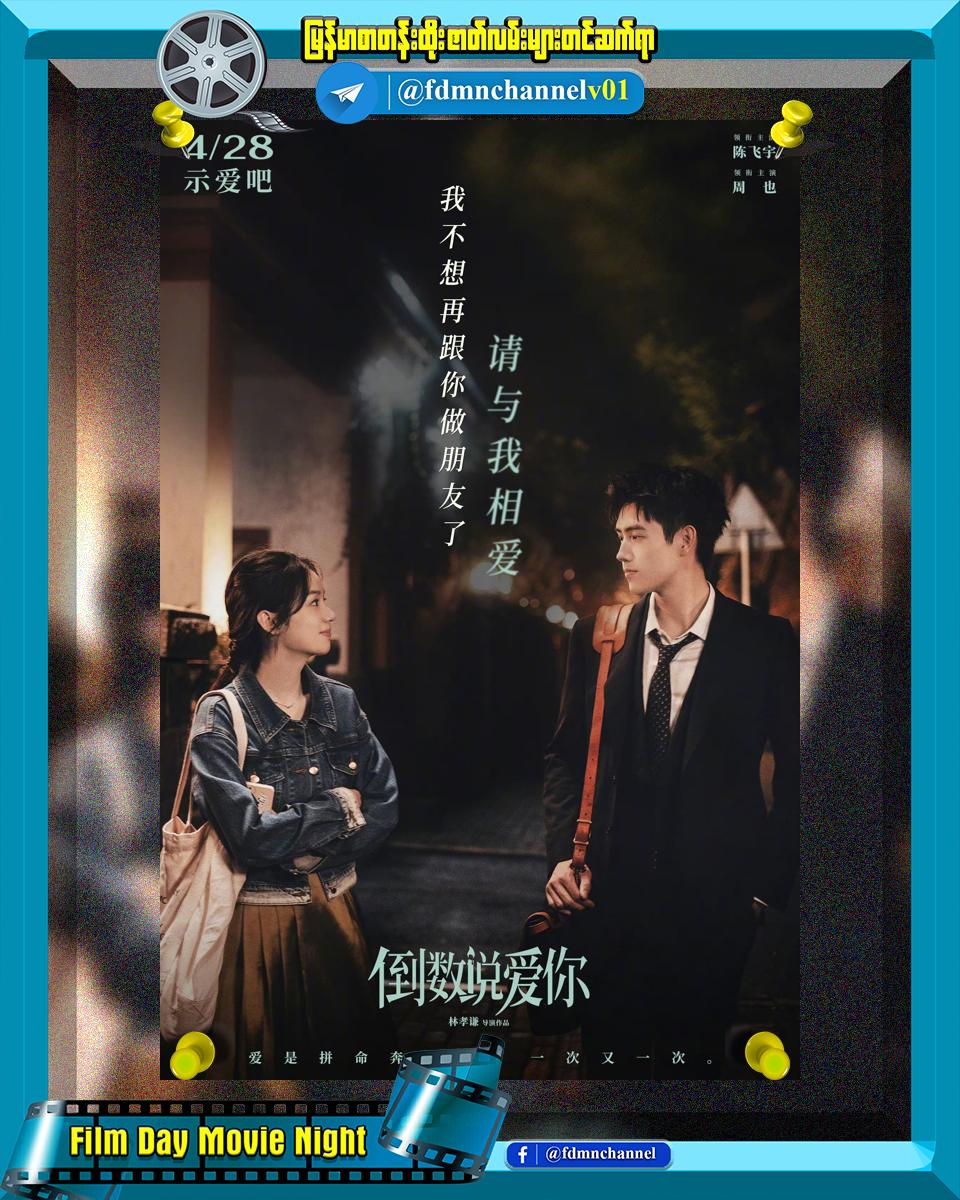 မြန်မာစာတန်းထိုးဇာတ်လမ်းများတင်ဆက်ရာ
@fdmnchannelv01
4/28
示爱吧
领衔主
陈飞宇
领衔主演
周 也
我不想再跟你做朋友了
请与我相爱
倒数说爱你
林孝谦 导演作品
爱是拼命奔
一次又一次。
Film Day Movie Night
@fdmnchannel